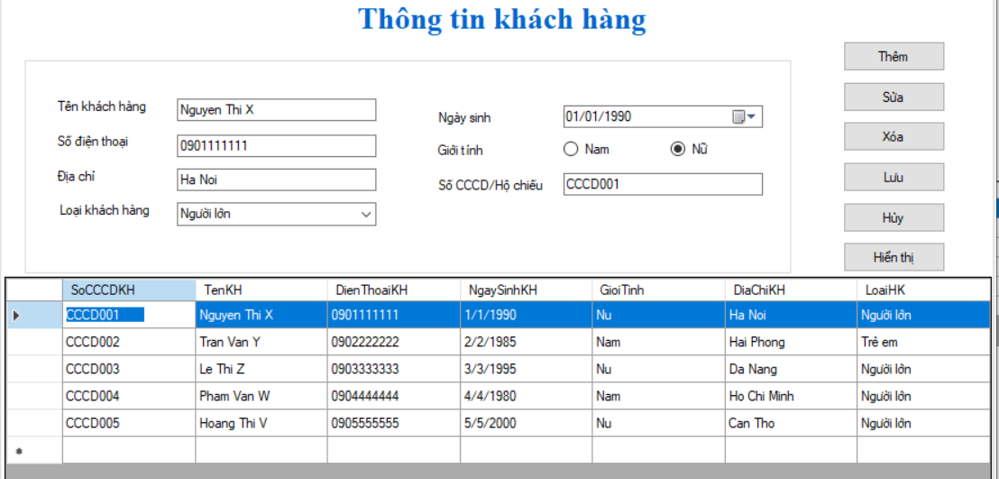 Thông tin khách hàng
Thêm
Sửa
Xóa
Lưu
Hủy
Hiển thị
Tên khách hàng Nguyen Thi X
Số điện thoại 0901111111
Địa chỉ Ha Noi
Loại khách hàng Người lớn
Ngày sinh 01/01/1990
Giới tính Nam Nữ
Số CCCD/Hộ chiếu CCCD001
SoCCCDKH TenKH DienThoaiKH NgaySinhKH GioiTinh DiaChiKH LoaiHK
CCCD001 Nguyen Thi X 0901111111 1/1/1990 Nu Ha Noi Người lớn
CCCD002 Tran Van Y 0902222222 2/2/1985 Nam Hai Phong Trẻ em
CCCD003 Le Thi Z 0903333333 3/3/1995 Nu Da Nang Người lớn
CCCD004 Pham Van W 0904444444 4/4/1980 Nam Ho Chi Minh Người lớn
CCCD005 Hoang Thi V 0905555555 5/5/2000 Nu Can Tho Người lớn